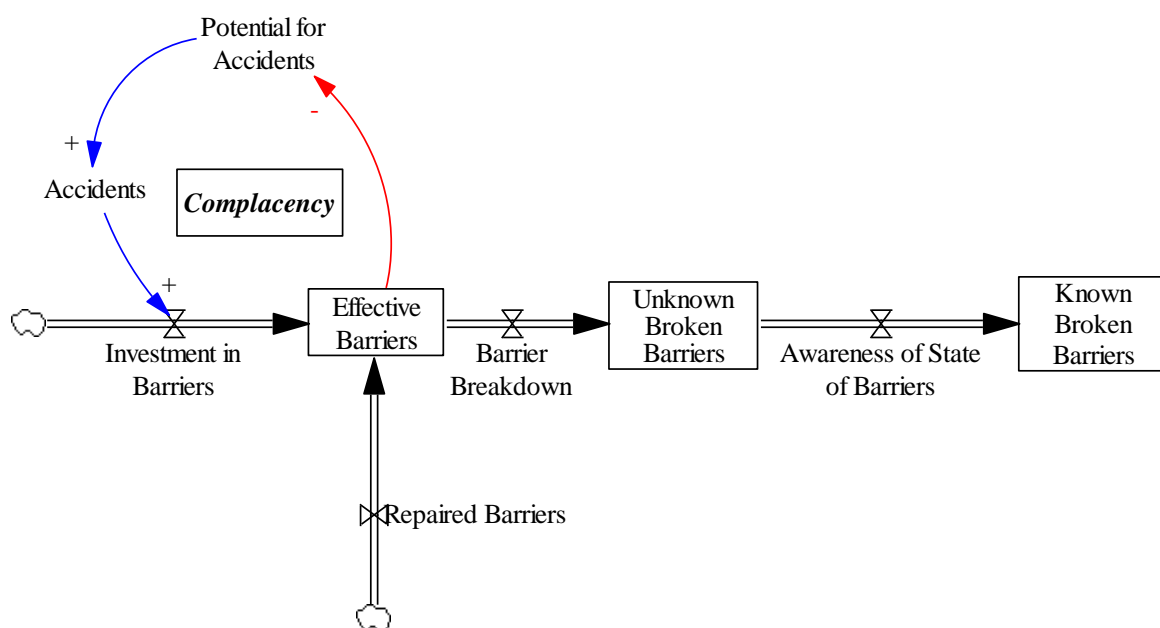 Potential for
Accidents
-
+
Accidents
Complacency
+
Effective
Barriers
Unknown
Broken
Barriers
Known
Broken
Barriers
Investment in
Barriers
Barrier
Breakdown
Awareness of State
of Barriers
Repaired Barriers